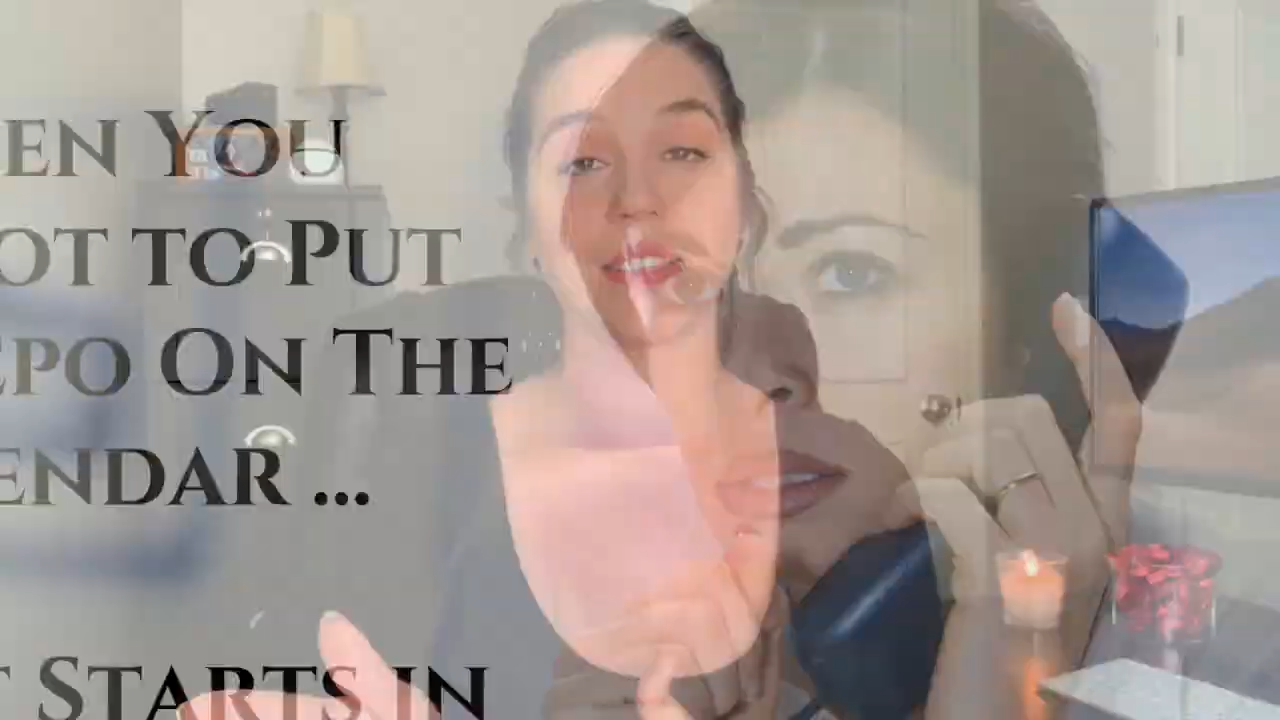 EN YOU
OT TO PUT
EPO ON THE
ENDAR ...
STARTS IN